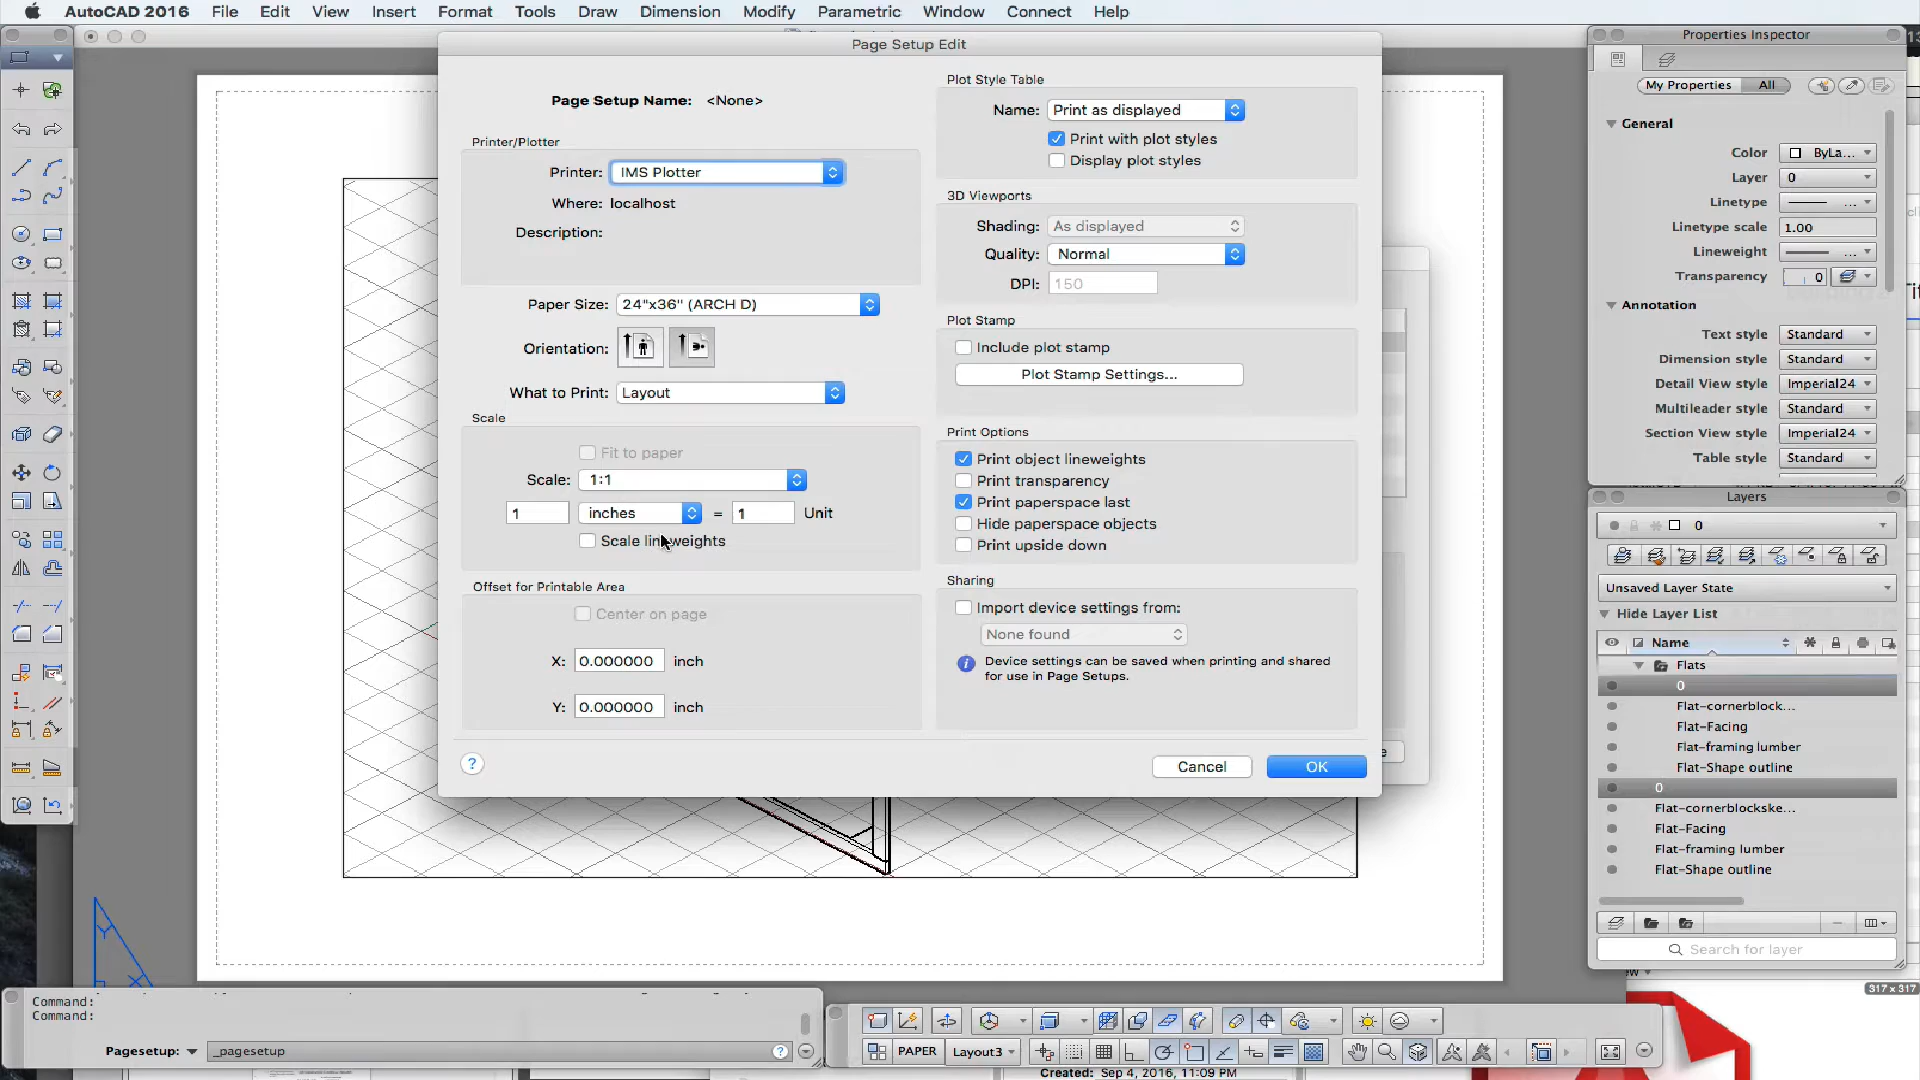 AutoCAD 2016 File Edit View Insert Format Tools Draw Dimension Modify Parametric Window Connect Help
Page Setup Edit
Page Setup Name: <None>
Printer/Plotter
Printer: IMS Plotter
Where: localhost
Description:
Paper Size: 24"x36" (ARCH D)
Orientation:
What to Print: Layout
Scale
Fit to paper
Scale: 1:1
1 inches = 1 Unit
Scale lineweights
Offset for Printable Area
Center on page
X: 0.000000 inch
Y: 0.000000 inch
Plot Style Table
Name: Print as displayed
Print with plot styles
Display plot styles
3D Viewports
Shading: As displayed
Quality: Normal
DPI: 150
Plot Stamp
Include plot stamp
Plot Stamp Settings...
Print Options
Print object lineweights
Print transparency
Print paperspace last
Hide paperspace objects
Print upside down
Sharing
Import device settings from:
None found
Device settings can be saved when printing and shared
for use in Page Setups.
? Cancel OK
Properties Inspector
My Properties All
General
Color ByLa...
Layer 0
Linetype ...
Linetype scale 1.00
Lineweight ...
Transparency 0
Annotation
Text style Standard
Dimension style Standard
Detail View style Imperial24
Multileader style Standard
Section View style Imperial24
Table style Standard
Layers
0
Unsaved Layer State
Hide Layer List
Name
Flats
0
Flat-cornerblock...
Flat-Facing
Flat-framing lumber
Flat-Shape outline
0
Flat-cornerblockske...
Flat-Facing
Flat-framing lumber
Flat-Shape outline
Search for layer
317 x 317
Command:
Command:
Pagesetup: _pagesetup ?
PAPER Layout3
Created: Sep 4, 2016, 11:09 PM